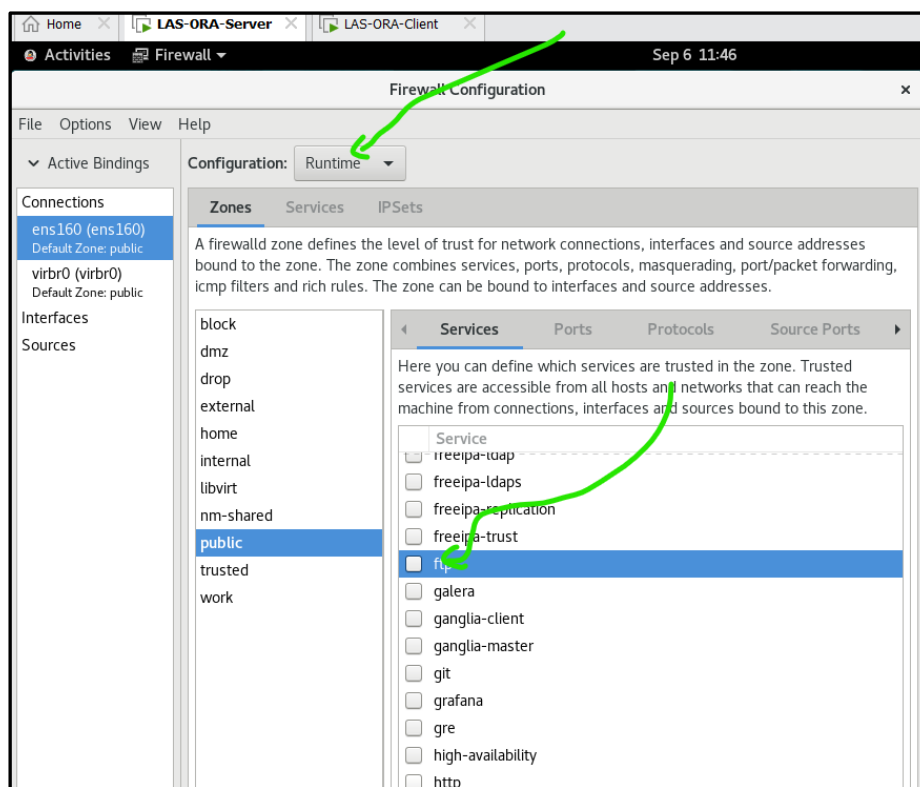 Home LAS-ORA-Server LAS-ORA-Client
Activities Firewall Sep 6 11:46
Firewall Configuration
File Options View Help
Active Bindings
Configuration: Runtime
Connections
ens160 (ens160)
Default Zone: public
virbr0 (virbr0)
Default Zone: public
Interfaces
Sources
Zones Services IPSets
A firewalld zone defines the level of trust for network connections, interfaces and source addresses
bound to the zone. The zone combines services, ports, protocols, masquerading, port/packet forwarding,
icmp filters and rich rules. The zone can be bound to interfaces and source addresses.
block
dmz
drop
external
home
internal
libvirt
nm-shared
public
trusted
work
Services Ports Protocols Source Ports
Here you can define which services are trusted in the zone. Trusted
services are accessible from all hosts and networks that can reach the
machine from connections, interfaces and sources bound to this zone.
Service
freeipa-ldap
freeipa-ldaps
freeipa-replication
freeipa-trust
ftp
galera
ganglia-client
ganglia-master
git
grafana
gre
high-availability
http